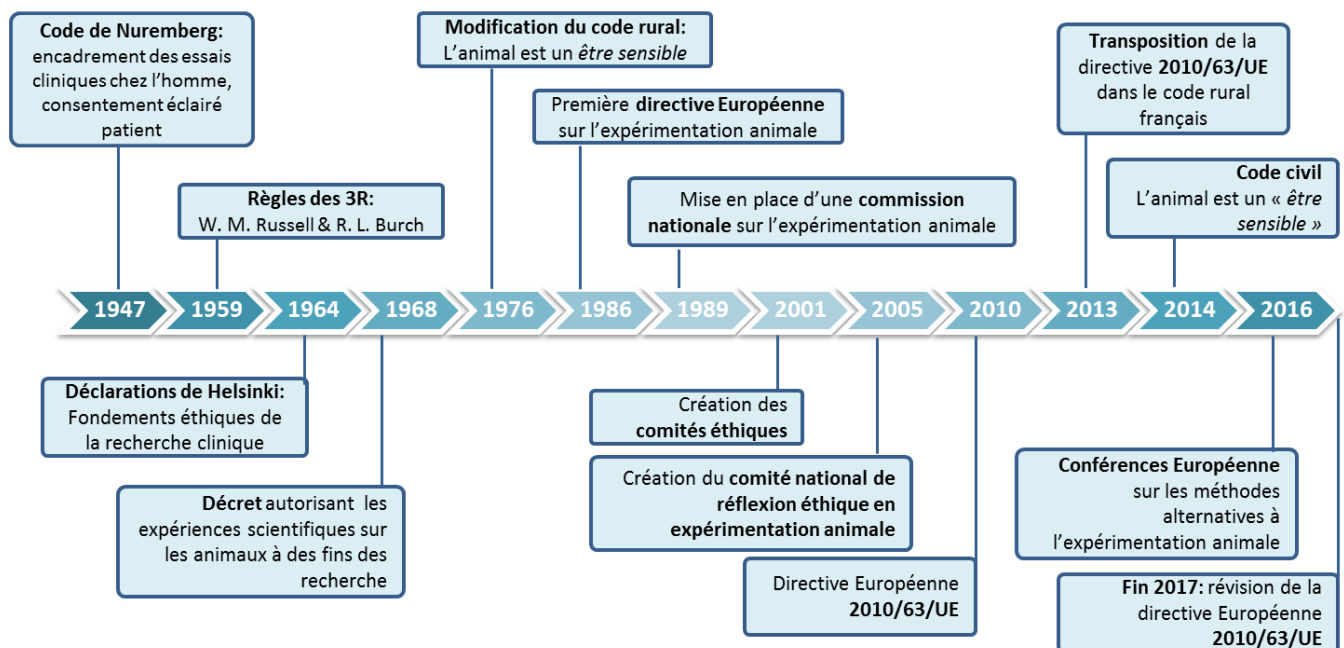 Code de Nuremberg:
encadrement des essais
cliniques chez l'homme,
consentement éclairé
patient
Modification du code rural:
L'animal est un être sensible
Transposition de la
directive 2010/63/UE
dans le code rural
français
Première directive Européenne
sur l'expérimentation animale
Code civil
L'animal est un « être
sensible »
Règles des 3R:
W. M. Russell & R. L. Burch
Mise en place d'une commission
nationale sur l'expérimentation animale
1947 1959 1964 1968 1976 1986 1989 2001 2005 2010 2013 2014 2016
Déclarations de Helsinki:
Fondements éthiques de
la recherche clinique
Création des
comités éthiques
Décret autorisant les
expériences scientifiques sur
les animaux à des fins des
recherche
Création du comité national de
réflexion éthique en
expérimentation animale
Conférences Européenne
sur les méthodes
alternatives à
l'expérimentation animale
Directive Européenne
2010/63/UE
Fin 2017: révision de la
directive Européenne
2010/63/UE